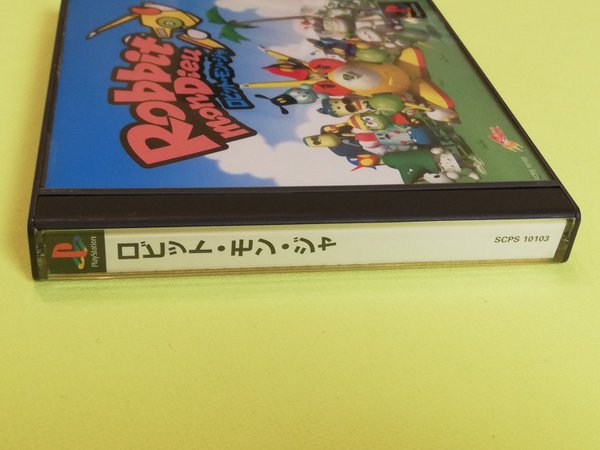 Robbit
Mon Dieu
ロビット・モン・ジャ
PlayStation
ロビット・モン・ジャ
SCPS 10103